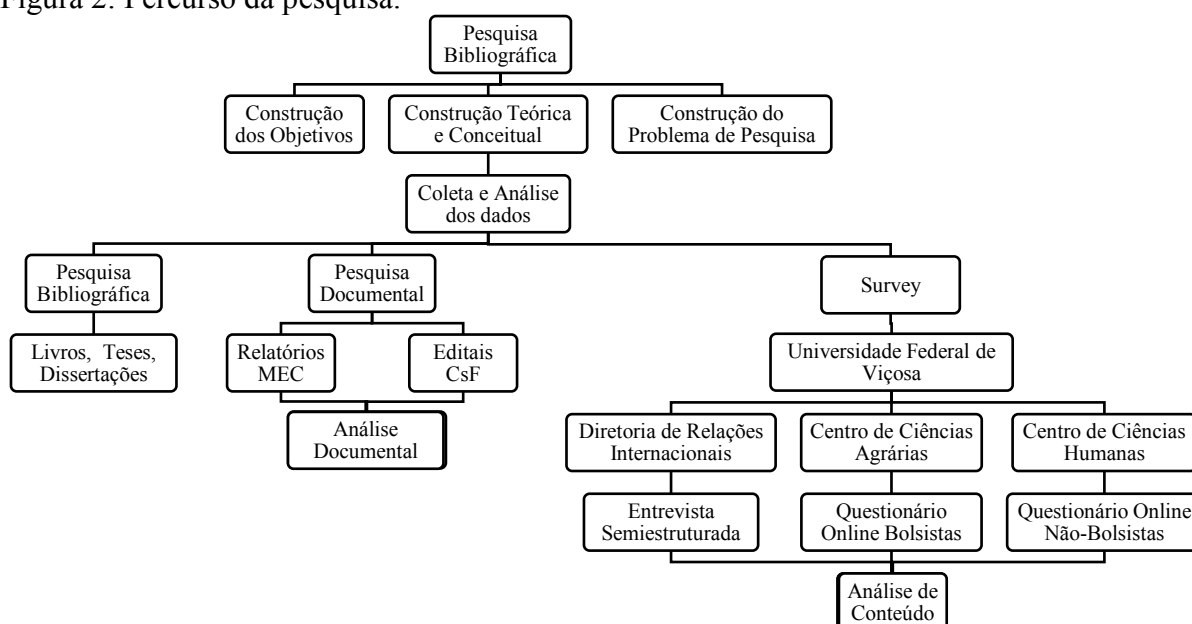 Figura 2: Percurso da pesquisa.
Pesquisa
Bibliográfica
Construção
dos Objetivos
Construção Teórica
e Conceitual
Construção do
Problema de Pesquisa
Coleta e Análise
dos dados
Pesquisa
Bibliográfica
Pesquisa
Documental
Survey
Livros, Teses,
Dissertações
Relatórios
MEC
Editais
CsF
Universidade Federal de
Viçosa
Análise
Documental
Diretoria de Relações
Internacionais
Centro de Ciências
Agrárias
Centro de Ciências
Humanas
Entrevista
Semiestruturada
Questionário
Online Bolsistas
Questionário Online
Não-Bolsistas
Análise de
Conteúdo